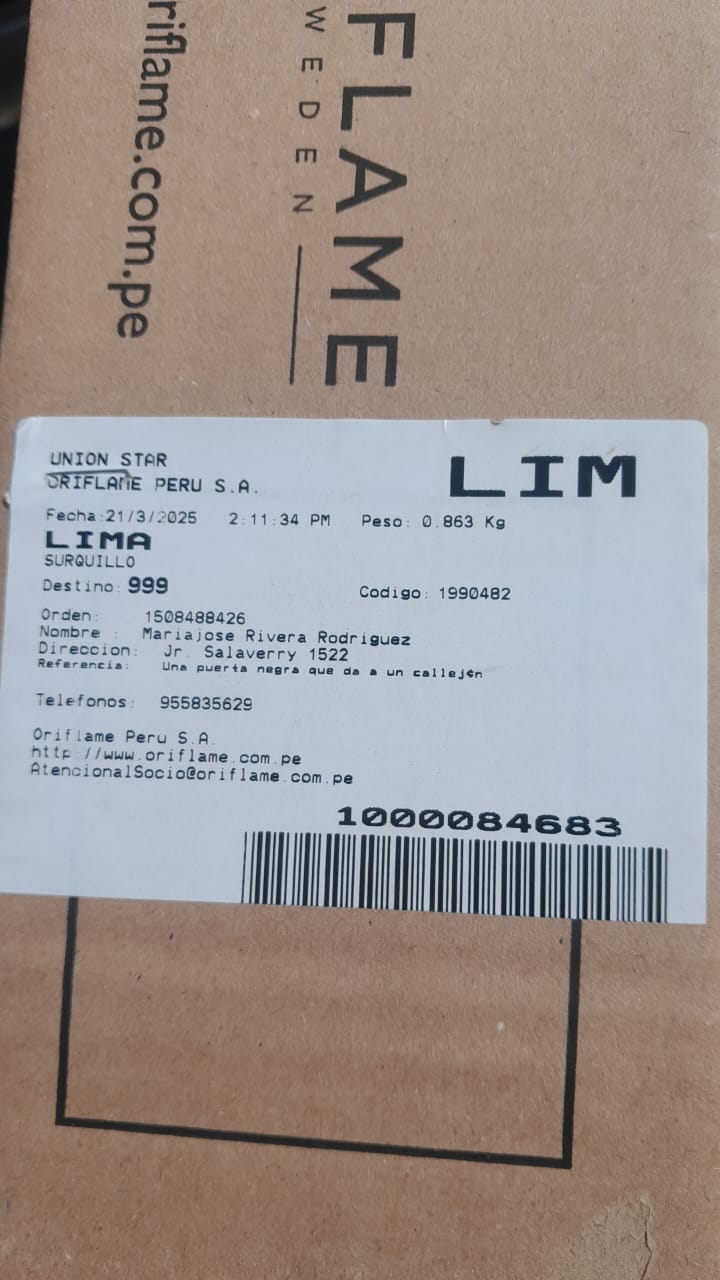 riflame.com.pe
FLAME
WEDEN
UNION STAR
ORIFLAME PERU S.A.
LIM
Fecha:21/3/2025 2:11:34 PM Peso: 0.863 Kg
LIMA
SURQUILLO
Destino: 999 Codigo: 1990482
Orden: 1508488426
Nombre : Mariajose Rivera Rodriguez
Direccion: Jr. Salaverry 1522
Referencia: Una puerta negra que da a un callej¢n
Telefonos: 955835629
Oriflame Peru S.A.
http://www.oriflame.com.pe
AtencionalSocio@oriflame.com.pe
1000084683